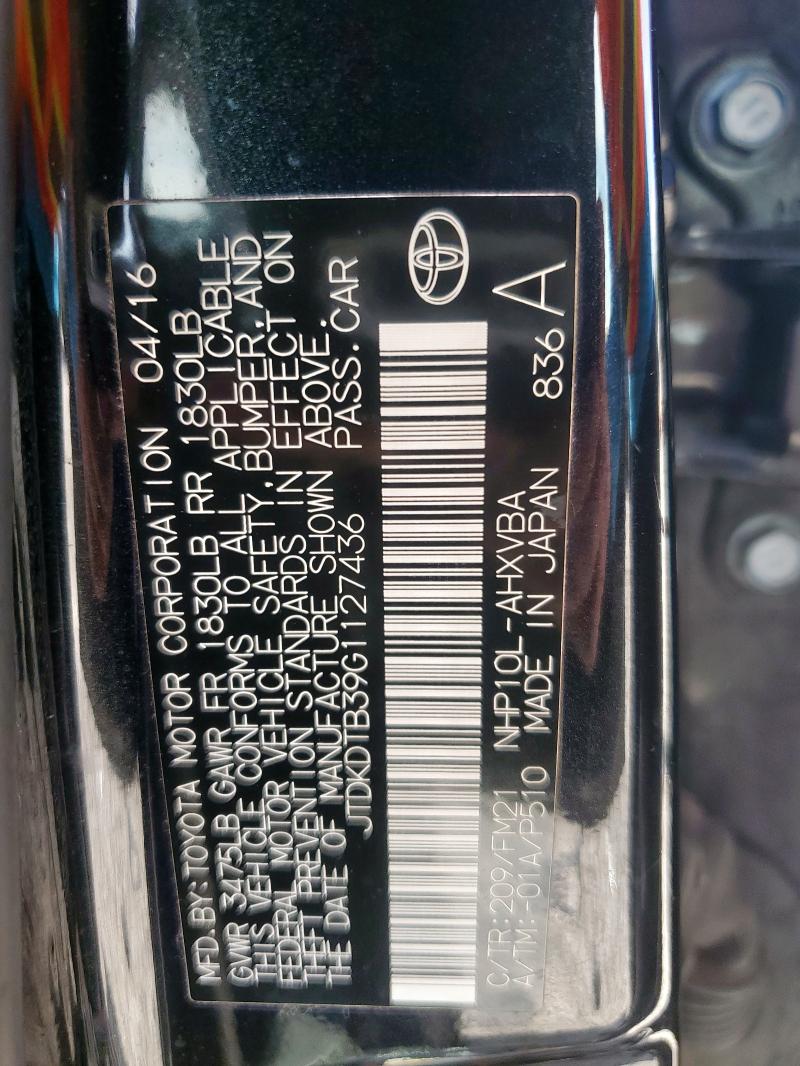 MFD.BY:TOYOTA MOTOR CORPORATION 04/16
GVWR 3475LB GAWR FR 1830LB RR 1830LB
THIS VEHICLE CONFORMS TO ALL APPLICABLE
FEDERAL MOTOR VEHICLE SAFETY,BUMPER,AND
THEFT PREVENTION STANDARDS IN EFFECT ON
THE DATE OF MANUFACTURE SHOWN ABOVE.
JTDKDTB39G1127436 PASS.CAR
C/TR:209/FM21 NHP10L-AHXVBA
A/TM:-01A/P510 MADE IN JAPAN 836 A